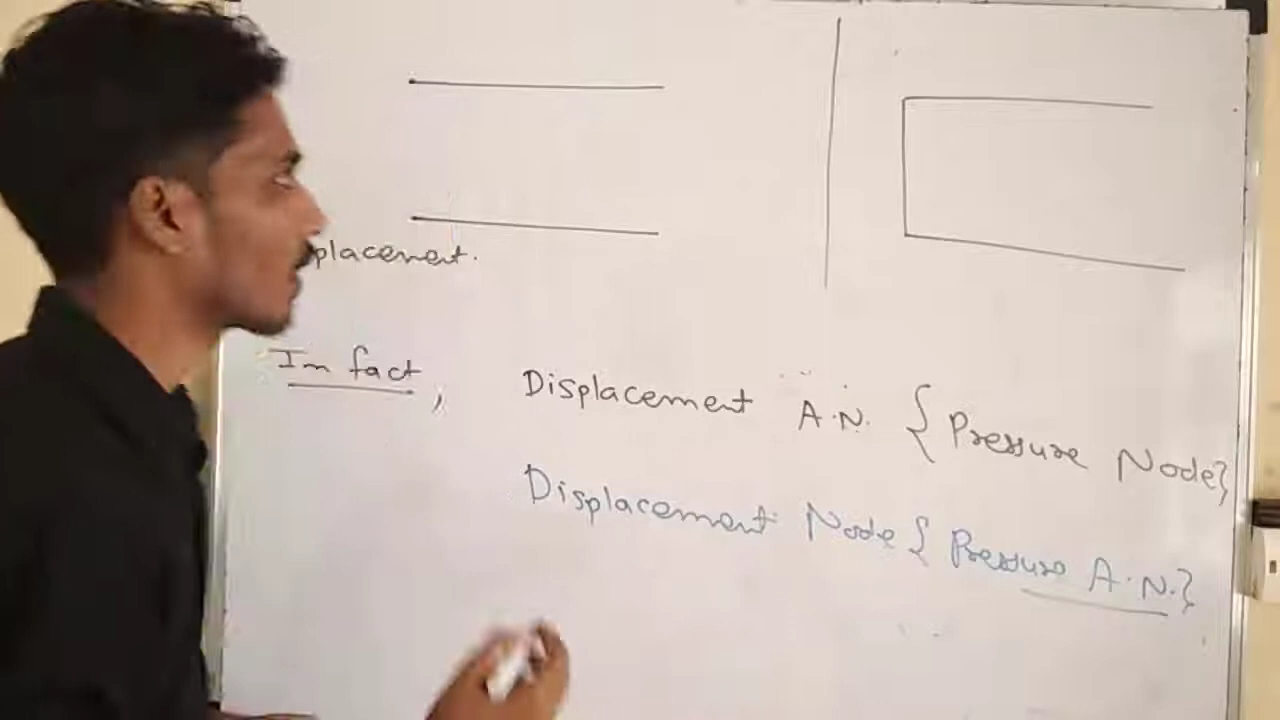 placement.
In fact, Displacement A.N. {Pressure Node}
Displacement Node {Pressure A.N.}